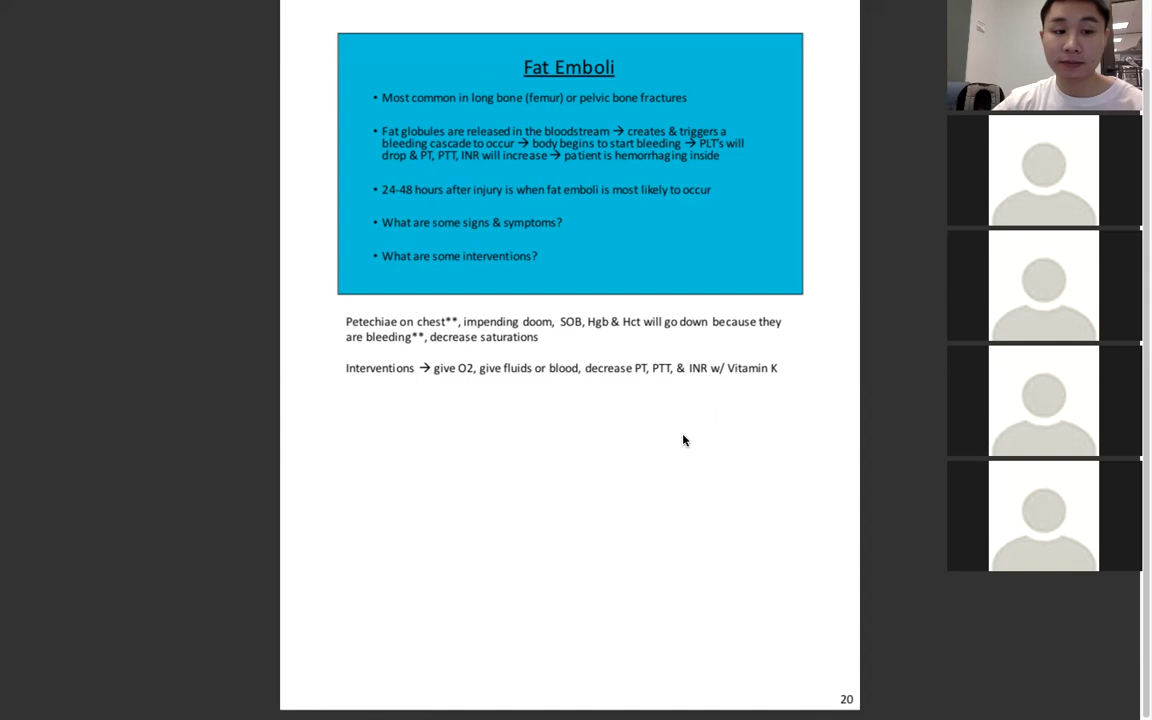 Fat Emboli
• Most common in long bone (femur) or pelvic bone fractures
• Fat globules are released in the bloodstream → creates & triggers a
bleeding cascade to occur → body begins to start bleeding → PLT's will
drop & PT, PTT, INR will increase → patient is hemorrhaging inside
• 24-48 hours after injury is when fat emboli is most likely to occur
• What are some signs & symptoms?
• What are some interventions?
Petechiae on chest**, impending doom, SOB, Hgb & Hct will go down because they
are bleeding**, decrease saturations
Interventions → give O2, give fluids or blood, decrease PT, PTT, & INR w/ Vitamin K
20